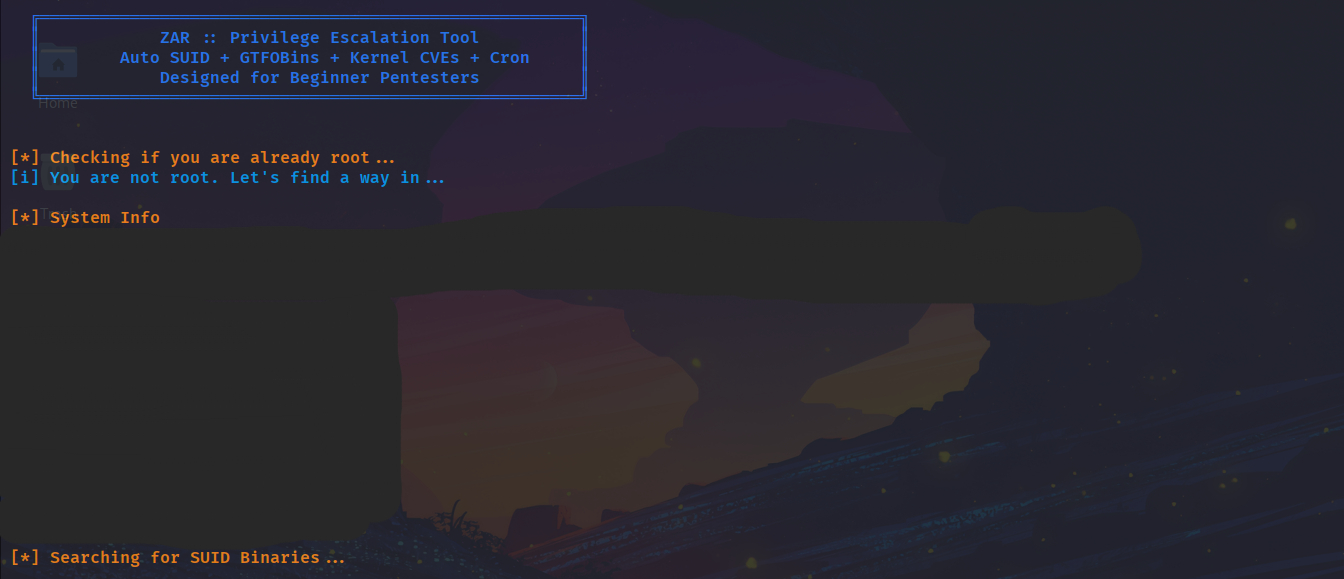 ZAR :: Privilege Escalation Tool
Auto SUID + GTFOBins + Kernel CVEs + Cron
Designed for Beginner Pentesters
Home
[*] Checking if you are already root...
[i] You are not root. Let's find a way in...
[*] System Info
[*] Searching for SUID Binaries...